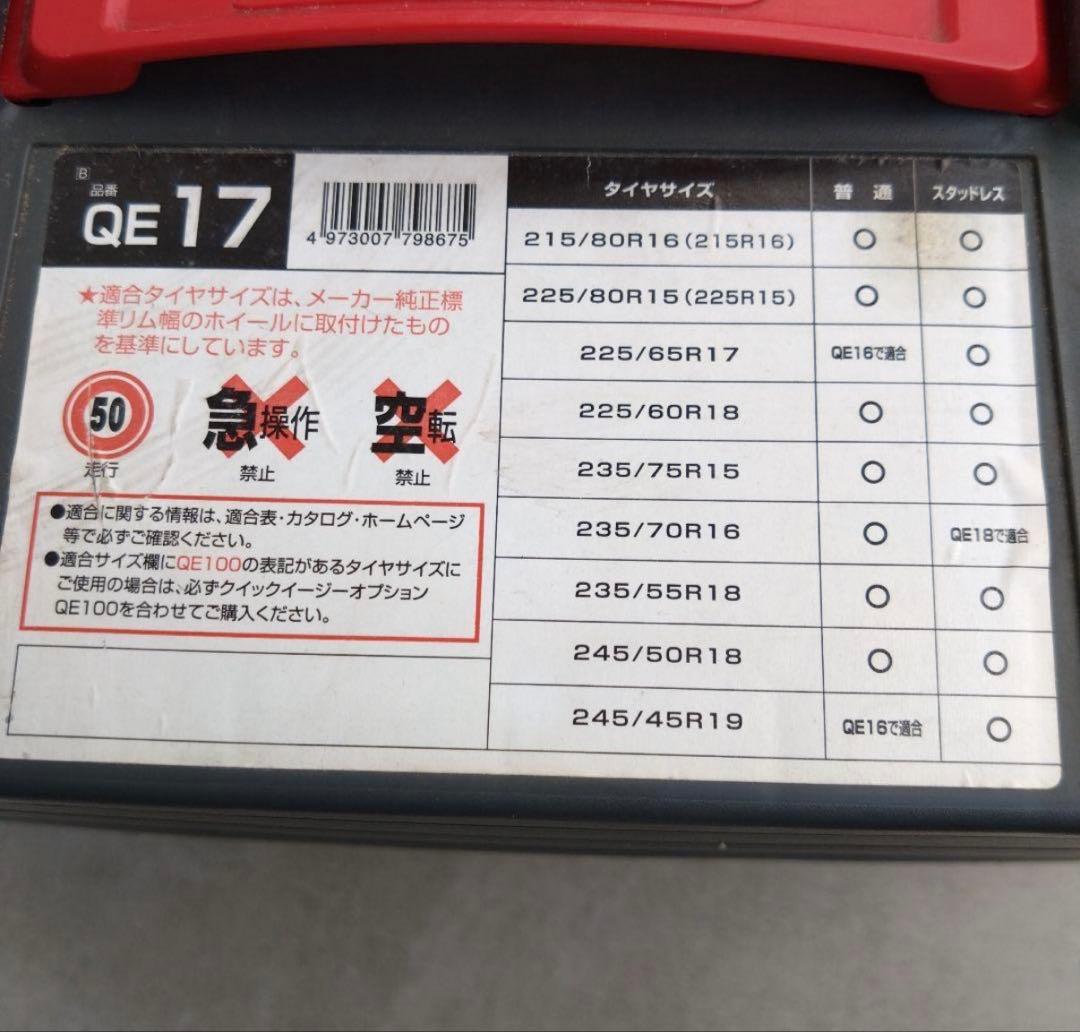 B
品番
QE17
4 973007 798675
★適合タイヤサイズは、メーカー純正標
準リム幅のホイールに取付けたもの
を基準にしています。
50
走行
急操作
禁止
空転
禁止
●適合に関する情報は、適合表・カタログ・ホームページ
等で必ずご確認ください。
●適合サイズ欄にQE100の表記があるタイヤサイズに
ご使用の場合は、必ずクイックイージーオプション
QE100を合わせてご購入ください。
タイヤサイズ 普通 スタッドレス
215/80R16(215R16) ○ ○
225/80R15(225R15) ○ ○
225/65R17 QE16で適合 ○
225/60R18 ○ ○
235/75R15 ○ ○
235/70R16 ○ QE18で適合
235/55R18 ○ ○
245/50R18 ○ ○
245/45R19 QE16で適合 ○